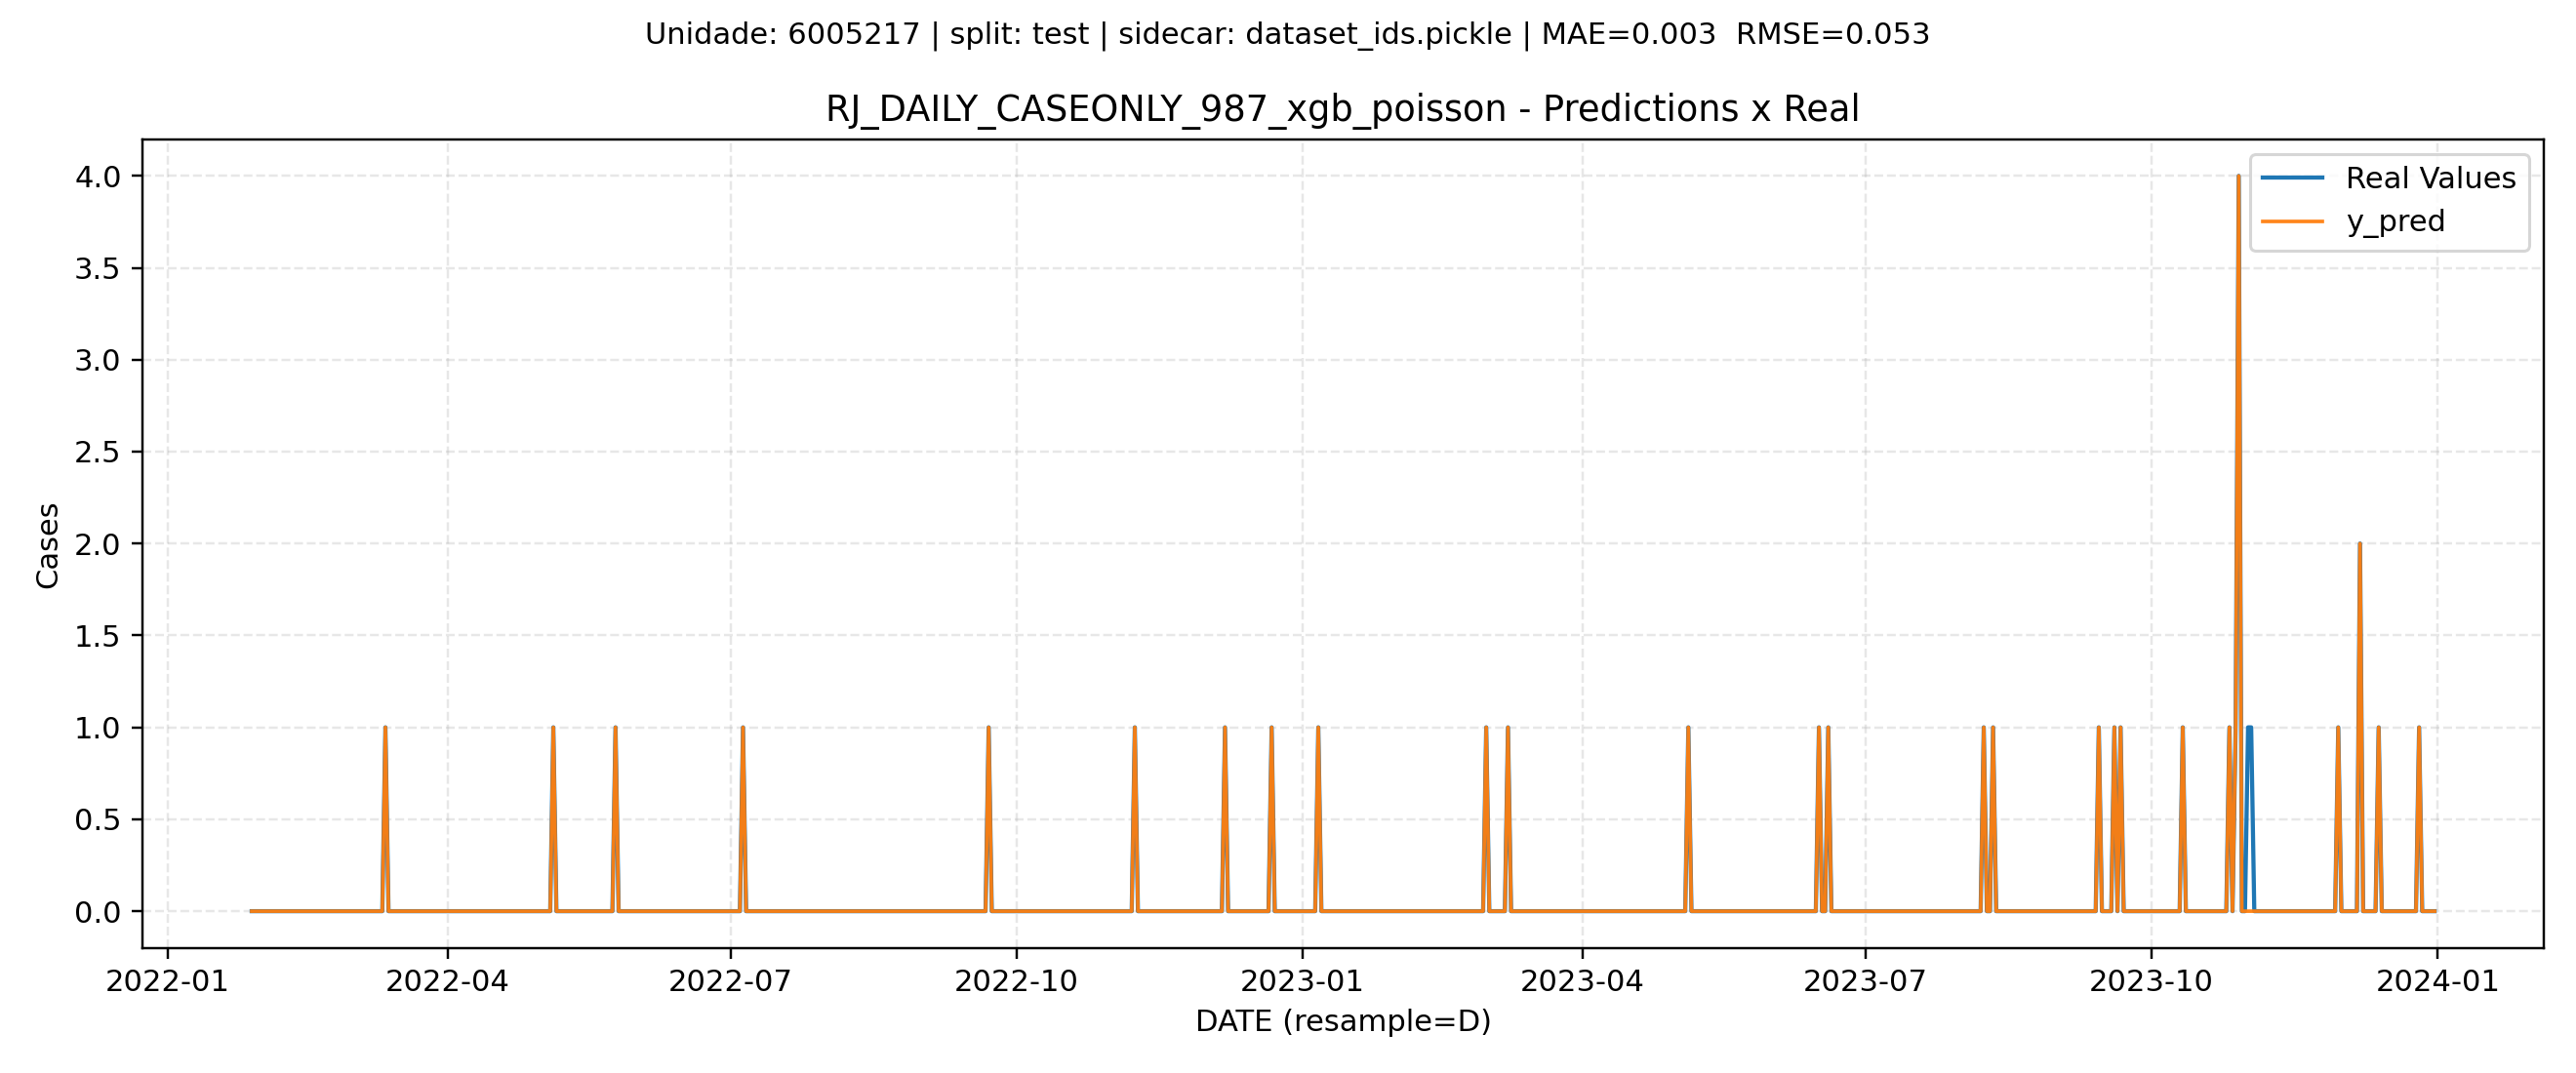 Unidade: 6005217 | split: test | sidecar: dataset_ids.pickle | MAE=0.003  RMSE=0.053
RJ_DAILY_CASEONLY_987_xgb_poisson - Predictions x Real
Real Values
y_pred
Cases
4.0
3.5
3.0
2.5
2.0
1.5
1.0
0.5
0.0
2022-01 2022-04 2022-07 2022-10 2023-01 2023-04 2023-07 2023-10 2024-01
DATE (resample=D)